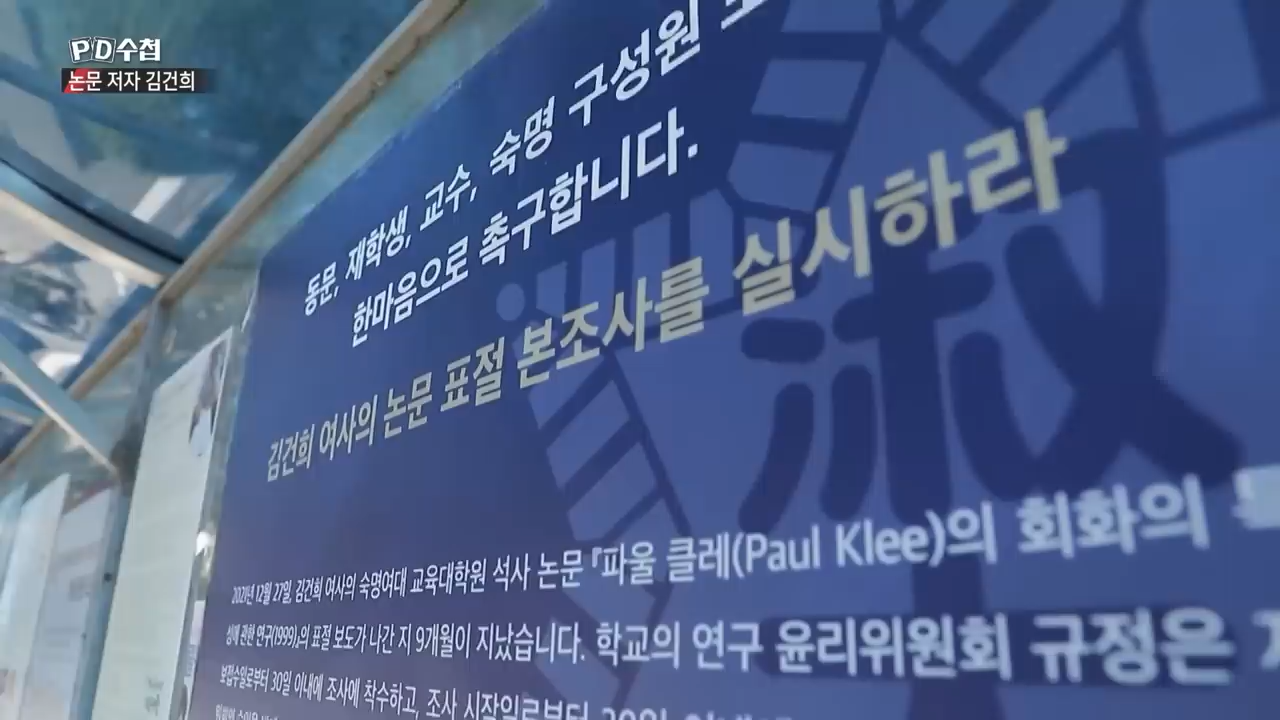 PD수첩
논문 저자 김건희
동문, 재학생, 교수, 숙명 구성원
한마음으로 촉구합니다.
김건희 여사의 논문 표절 본조사를 실시하라
淑
2021년 12월 27일, 김건희 여사의 숙명여대 교육대학원 석사 논문 『파울 클레(Paul Klee)의 회화의
성에 관한 연구(1999)』의 표절 보도가 나간 지 9개월이 지났습니다. 학교의 연구 윤리위원회 규정은
보접수일로부터 30일 이내에 조사에 착수하고, 조사 시작일로부터